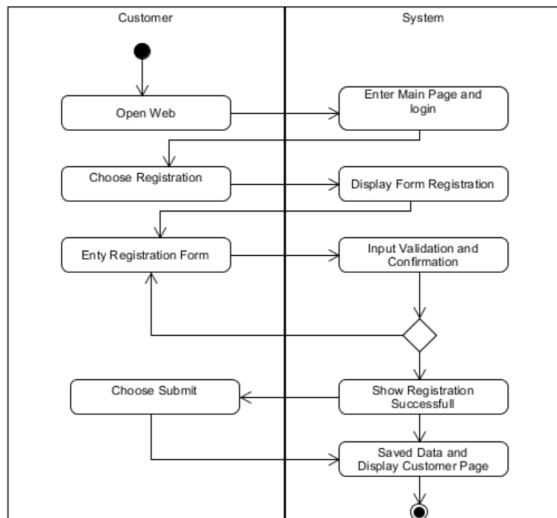 Customer
System
Open Web
Enter Main Page and
login
Choose Registration
Display Form Registration
Enty Registration Form
Input Validation and
Confirmation
Choose Submit
Show Registration
Successfull
Saved Data and
Display Customer Page